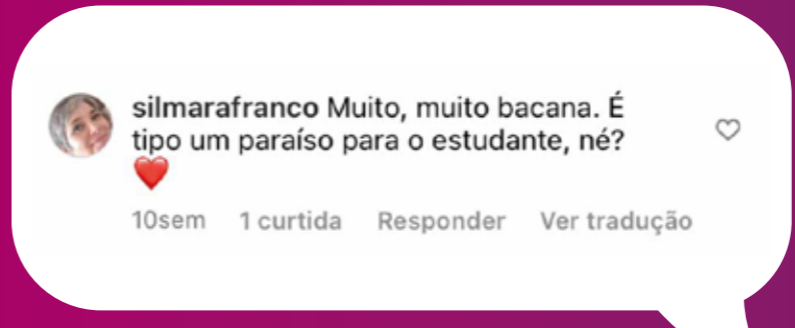 silmarafranco Muito, muito bacana. É
tipo um paraíso para o estudante, né?
❤️
10sem 1 curtida Responder Ver tradução